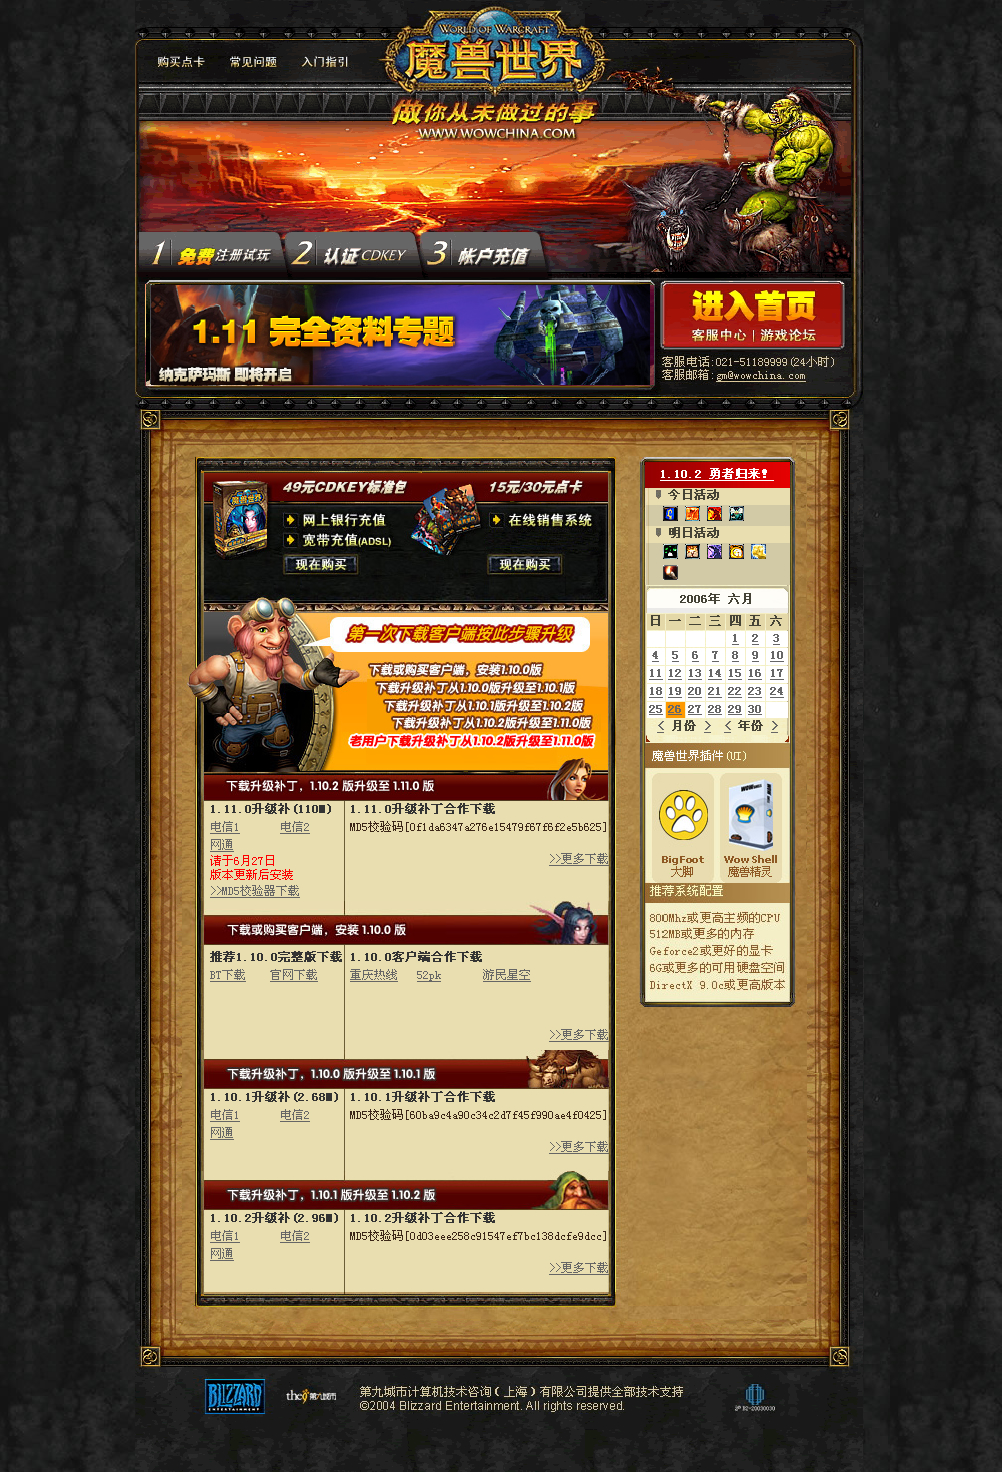 WORLD OF WARCRAFT
魔兽世界
购买点卡 常见问题 入门指引
做你从未做过的事
WWW.WOWCHINA.COM
1 免费注册试玩 2 认证CDKEY 3 帐户充值
1.11 完全资料专题
纳克萨玛斯 即将开启
进入首页
客服中心 | 游戏论坛
客服电话:021-51189999(24小时)
客服邮箱:gm@wowchina.com
49元CDKEY标准包
网上银行充值
宽带充值(ADSL)
现在购买
15元/30元点卡
在线销售系统
现在购买
第一次下载客户端按此步骤升级
下载或购买客户端，安装1.10.0版
下载升级补丁从1.10.0版升级至1.10.1版
下载升级补丁从1.10.1版升级至1.10.2版
下载升级补丁从1.10.2版升级至1.11.0版
老用户下载升级补丁从1.10.2版升级至1.11.0版
下载升级补丁，1.10.2 版升级至 1.11.0 版
1.11.0升级补(110M)
电信1 电信2
网通
请于6月27日
版本更新后安装
>>MD5校验器下载
1.11.0升级补丁合作下载
MD5校验码[0f1da6347a276e15479f67f6f2e5b625]
>>更多下载
下载或购买客户端，安装 1.10.0 版
推荐1.10.0完整版下载
BT下载 官网下载
1.10.0客户端合作下载
重庆热线 52pk 游民星空
>>更多下载
下载升级补丁，1.10.0 版升级至 1.10.1 版
1.10.1升级补(2.68M)
电信1 电信2
网通
1.10.1升级补丁合作下载
MD5校验码[60ba9c4a90c34c2d7f45f990ae4f0425]
>>更多下载
下载升级补丁，1.10.1 版升级至 1.10.2 版
1.10.2升级补(2.96M)
电信1 电信2
网通
1.10.2升级补丁合作下载
MD5校验码[0d03eee258c91547ef7bc138dcfe9dcc]
>>更多下载
1.10.2 勇者归来!
今日活动
明日活动
2006年 六月
日 一 二 三 四 五 六
1 2 3
4 5 6 7 8 9 10
11 12 13 14 15 16 17
18 19 20 21 22 23 24
25 26 27 28 29 30
< 月份 > < 年份 >
魔兽世界插件(UI)
BigFoot
大脚
Wow Shell
魔兽精灵
推荐系统配置
800Mhz或更高主频的CPU
512MB或更多的内存
Geforce2或更好的显卡
6G或更多的可用硬盘空间
DirectX 9.0c或更高版本
BLIZZARD
ENTERTAINMENT
the9 第九城市
第九城市计算机技术咨询（上海）有限公司提供全部技术支持
©2004 Blizzard Entertainment. All rights reserved.